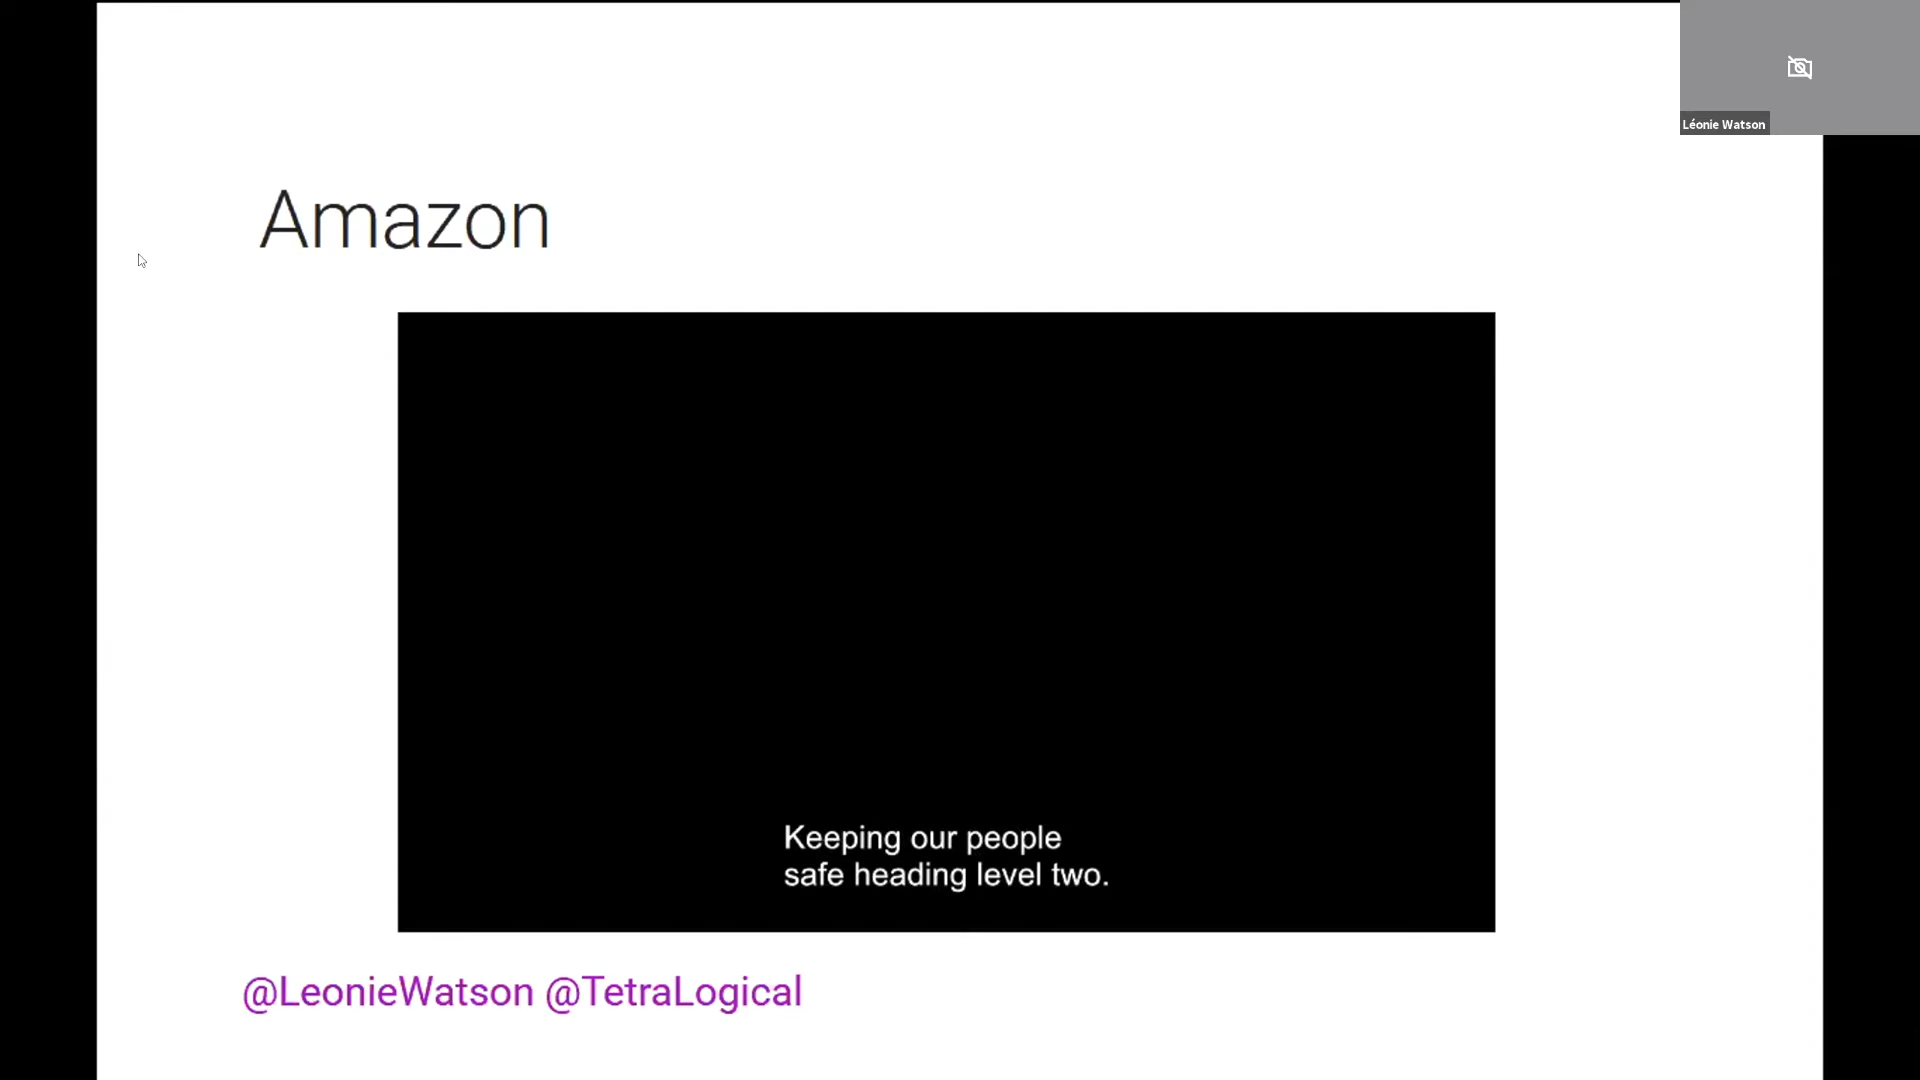 Léonie Watson
Amazon
Keeping our people
safe heading level two.
@LeonieWatson @TetraLogical